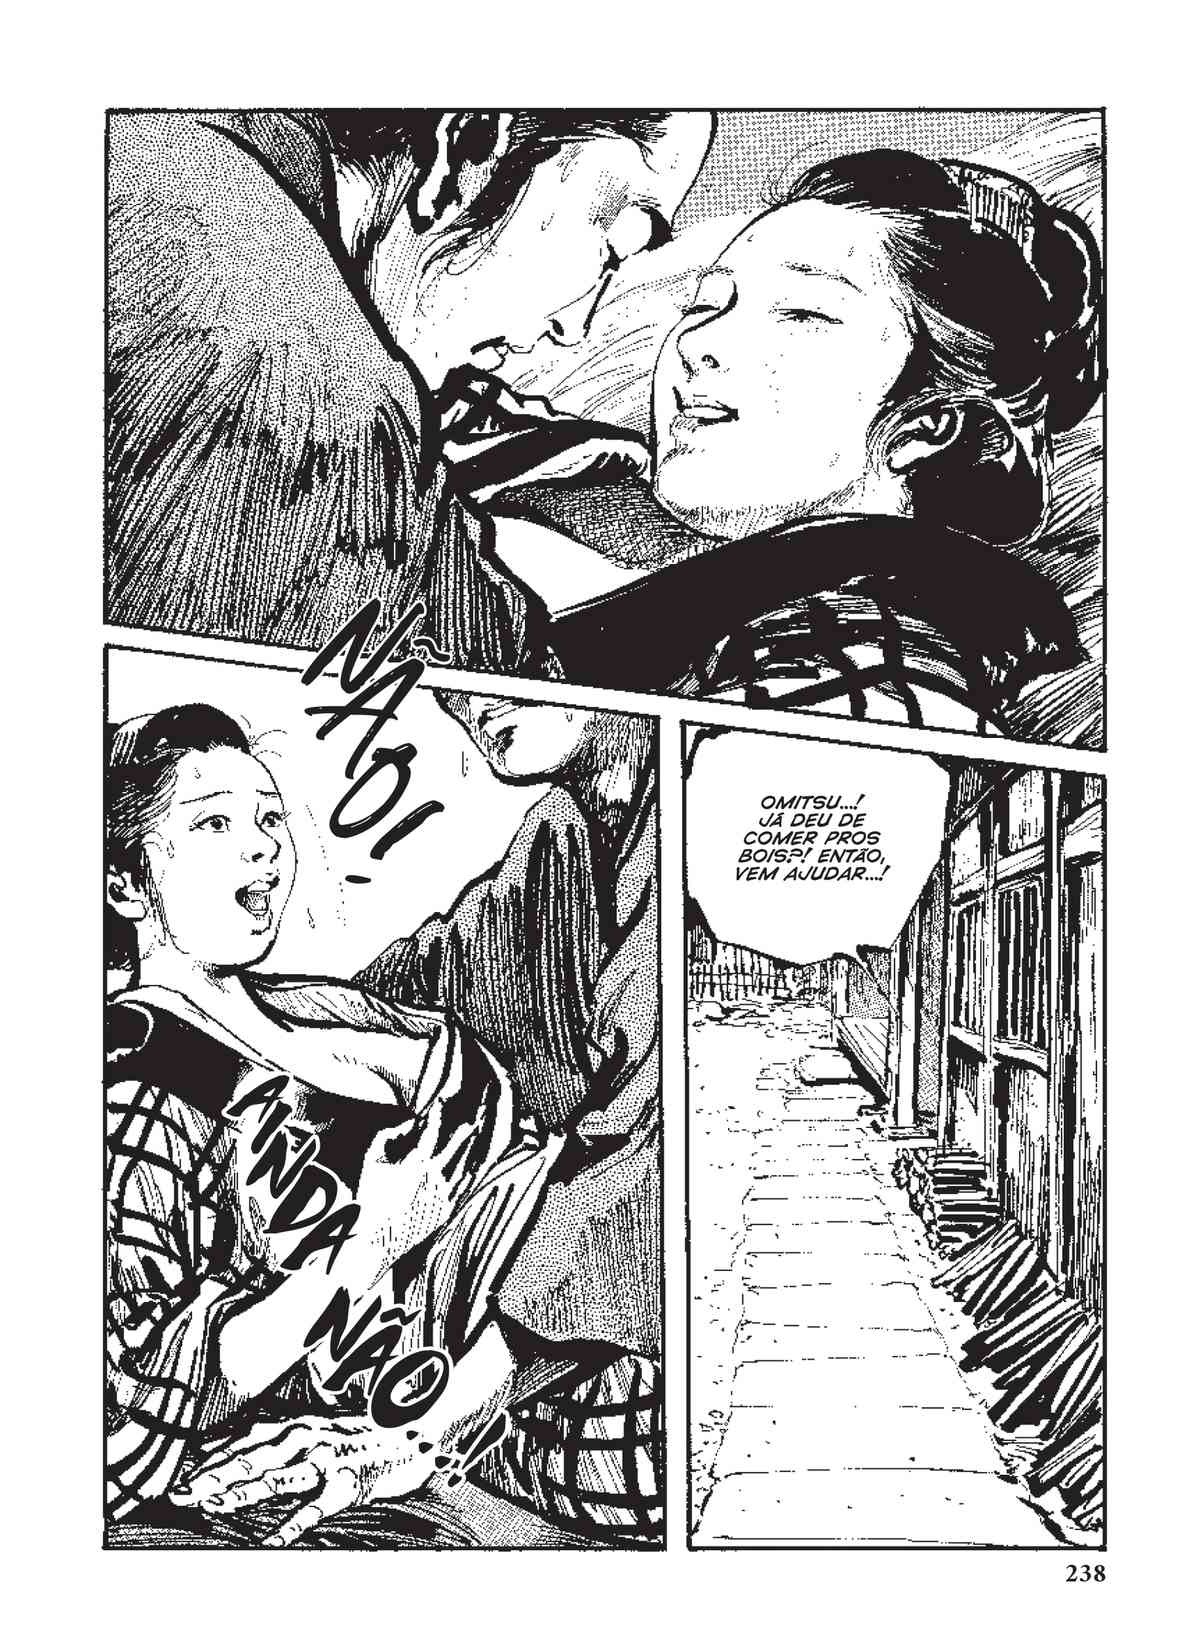 NÃO!
OMITSU...!
JÁ DEU DE
COMER PROS
BOIS?! ENTÃO,
VEM AJUDAR...!
AINDA
NÃO...!
238